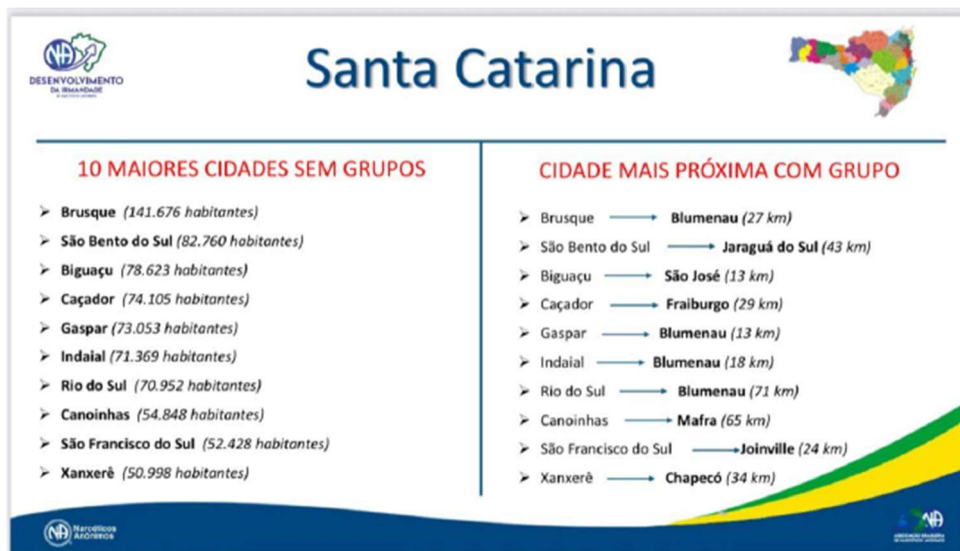 NA
DESENVOLVIMENTO
DA IRMANDADE
Santa Catarina
10 MAIORES CIDADES SEM GRUPOS
Brusque (141.676 habitantes)
São Bento do Sul (82.760 habitantes)
Biguaçu (78.623 habitantes)
Caçador (74.105 habitantes)
Gaspar (73.053 habitantes)
Indaial (71.369 habitantes)
Rio do Sul (70.952 habitantes)
Canoinhas (54.848 habitantes)
São Francisco do Sul (52.428 habitantes)
Xanxerê (50.998 habitantes)
CIDADE MAIS PRÓXIMA COM GRUPO
Brusque Blumenau (27 km)
São Bento do Sul Jaraguá do Sul (43 km)
Biguaçu São José (13 km)
Caçador Fraiburgo (29 km)
Gaspar Blumenau (13 km)
Indaial Blumenau (18 km)
Rio do Sul Blumenau (71 km)
Canoinhas Mafra (65 km)
São Francisco do Sul Joinville (24 km)
Xanxerê Chapecó (34 km)
NA Narcóticos
Anônimos
NA